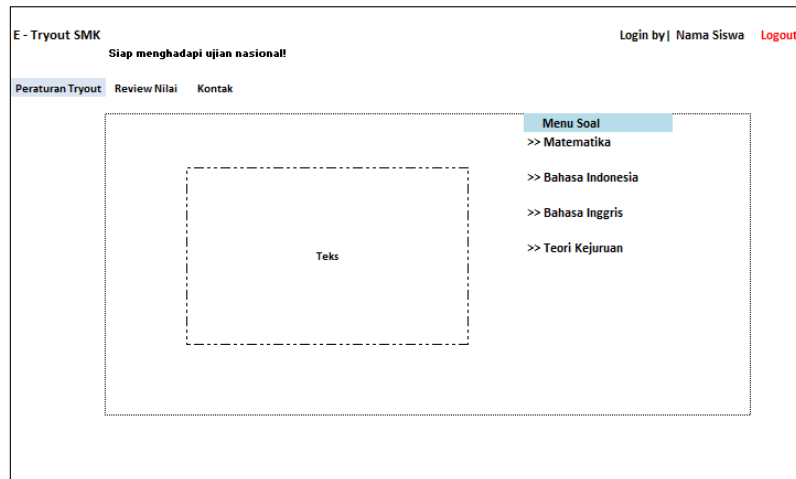 E - Tryout SMK
Login by| Nama Siswa Logout
Siap menghadapi ujian nasional!
Peraturan Tryout Review Nilai Kontak
Menu Soal
>> Matematika
>> Bahasa Indonesia
>> Bahasa Inggris
>> Teori Kejuruan
Teks